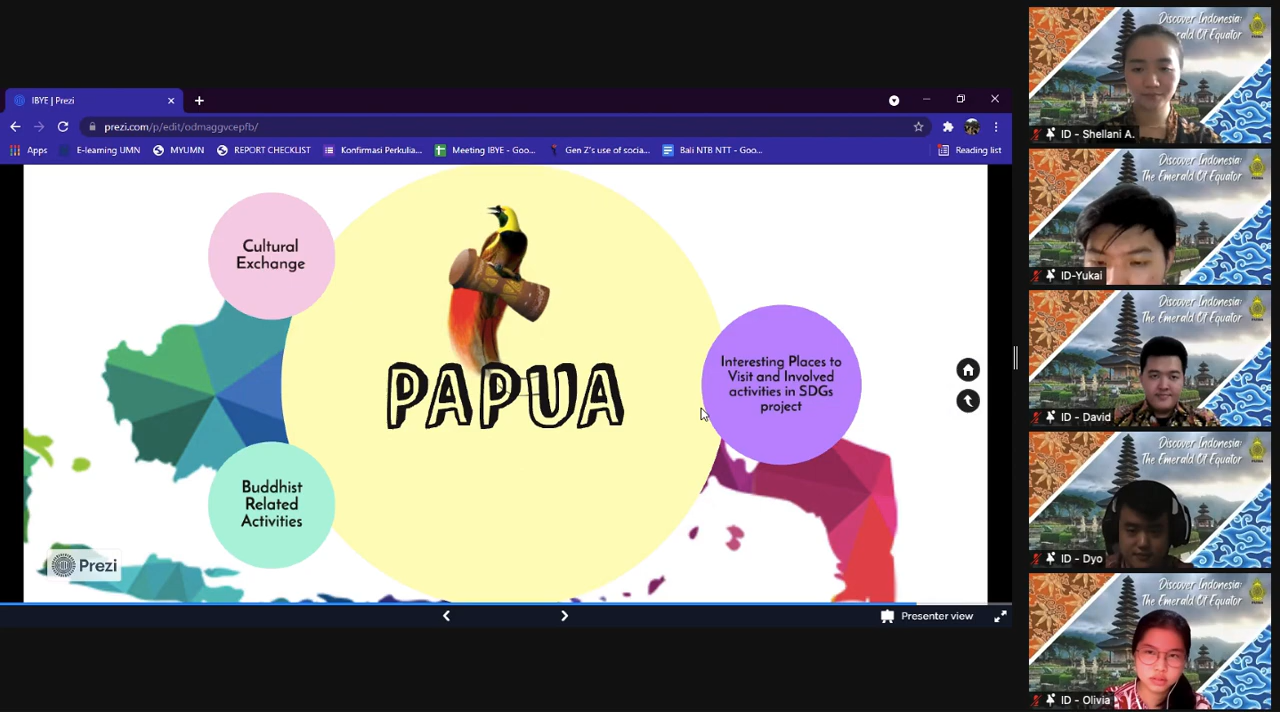 IBYE | Prezi
prezi.com/p/edit/odmaggvcepfb/
Apps
E-learning UMN
MYUMN
REPORT CHECKLIST
Konfirmasi Perkulia...
Meeting IBYE - Goo...
Gen Z's use of socia...
Bali NTB NTT - Goo...
Reading list
Cultural
Exchange
PAPUA
Interesting Places to
Visit and Involved
activities in SDGs
project
Buddhist
Related
Activities
Prezi
Presenter view
Discover Indonesia:
The Emerald Of Equator
ID - Shellani A.
Discover Indonesia:
The Emerald Of Equator
ID-Yukai
Discover Indonesia:
The Emerald Of Equator
ID - David
Discover Indonesia:
The Emerald Of Equator
ID - Dyo
Discover Indonesia:
The Emerald Of Equator
ID - Olivia